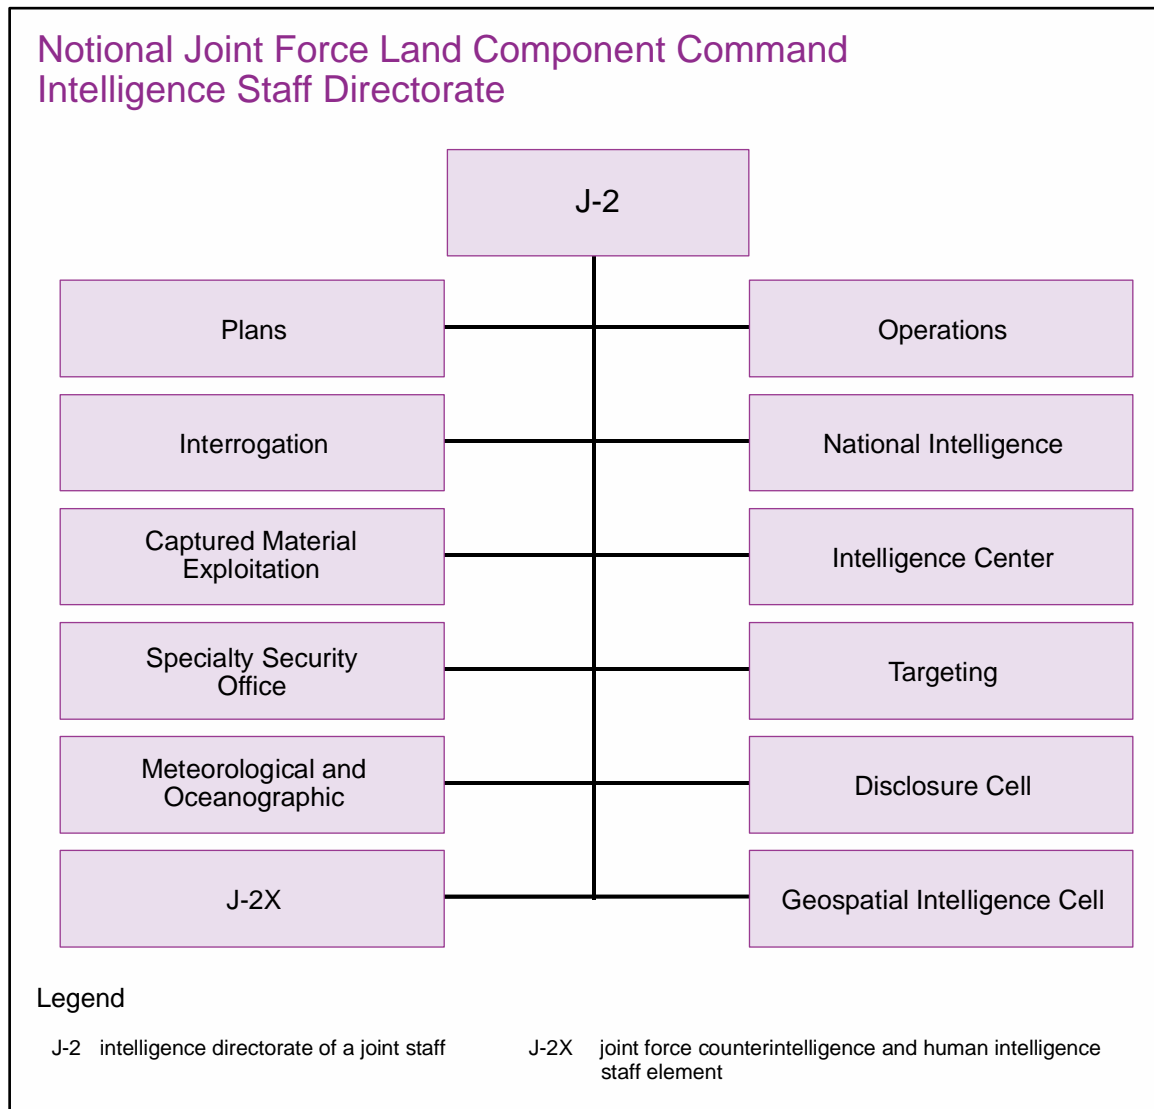 Notional Joint Force Land Component Command
Intelligence Staff Directorate
J-2
Plans
Operations
Interrogation
National Intelligence
Captured Material
Exploitation
Intelligence Center
Specialty Security
Office
Targeting
Meteorological and
Oceanographic
Disclosure Cell
J-2X
Geospatial Intelligence Cell
Legend
J-2 intelligence directorate of a joint staff
J-2X joint force counterintelligence and human intelligence
staff element